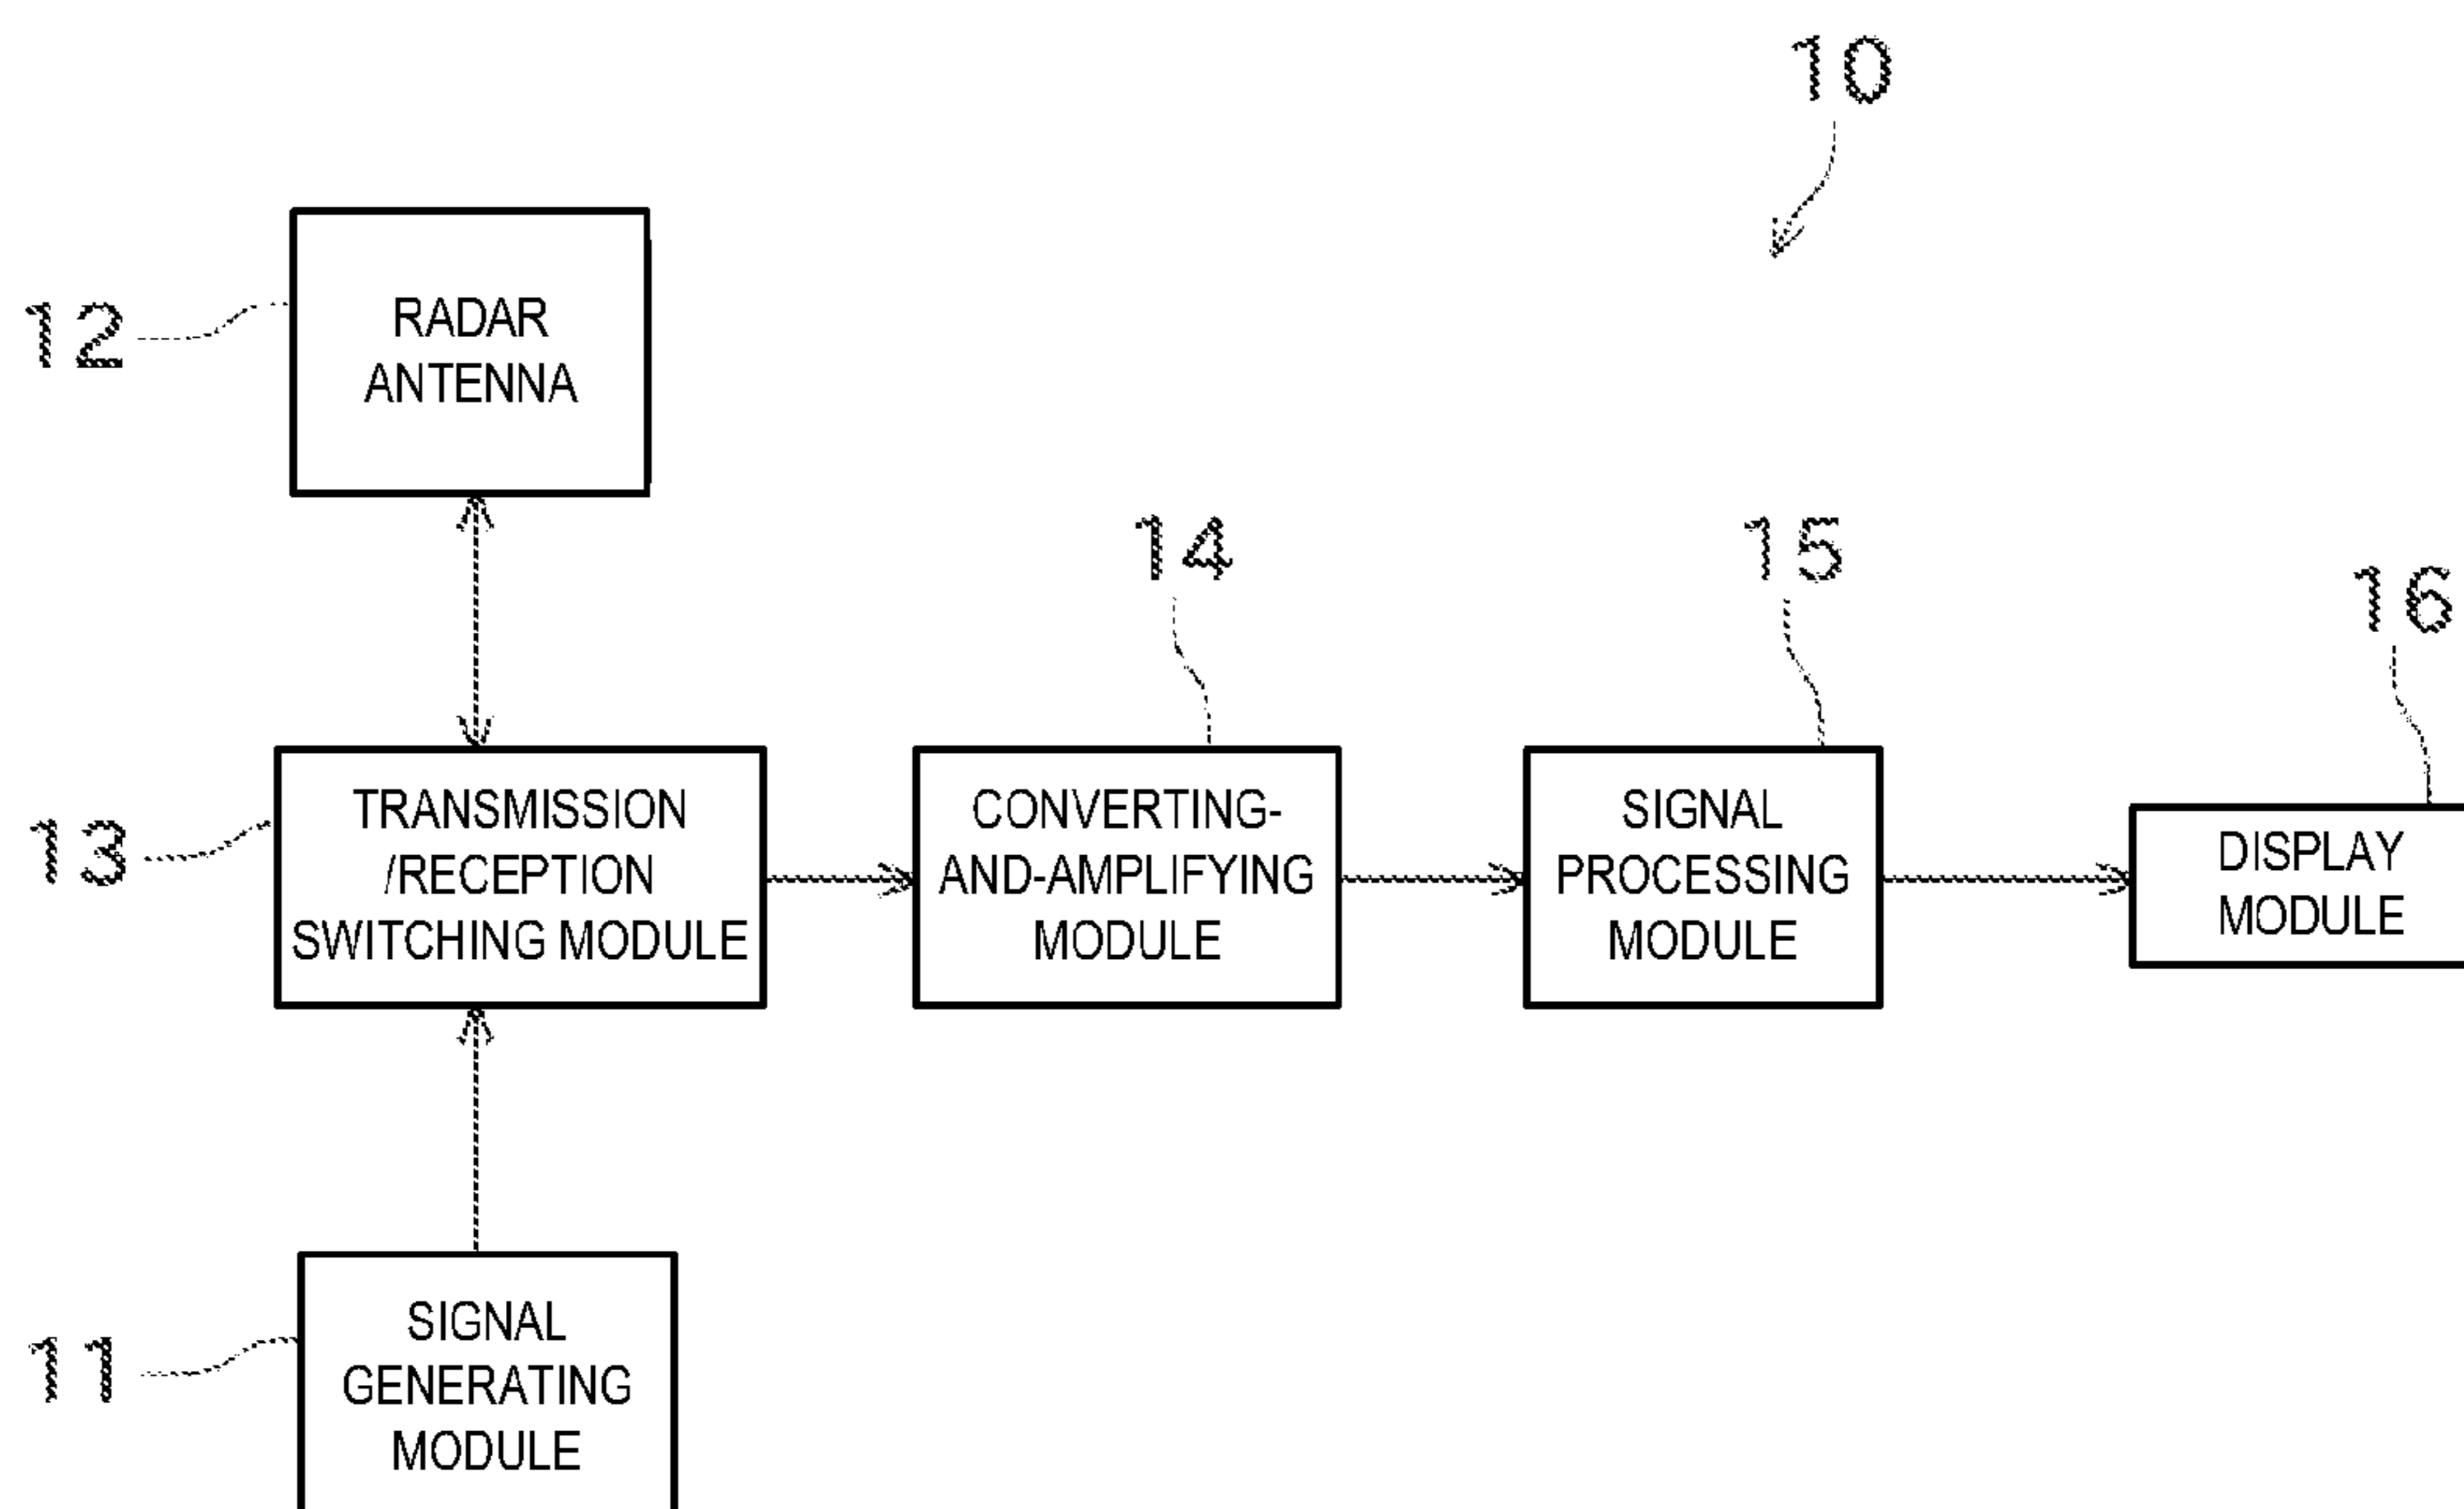 10
12
RADAR
ANTENNA
14
15
16
13
TRANSMISSION
/RECEPTION
SWITCHING MODULE
CONVERTING-
AND-AMPLIFYING
MODULE
SIGNAL
PROCESSING
MODULE
DISPLAY
MODULE
11
SIGNAL
GENERATING
MODULE